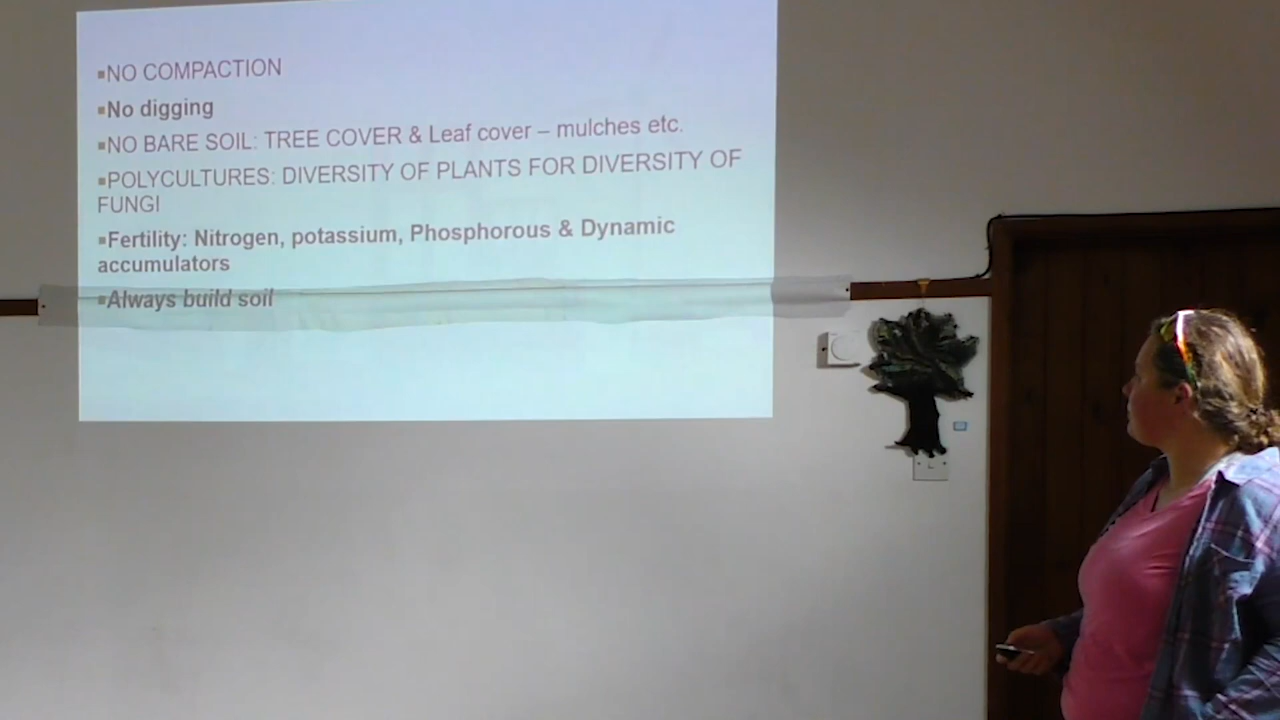 ▪NO COMPACTION
▪No digging
▪NO BARE SOIL: TREE COVER & Leaf cover – mulches etc.
▪POLYCULTURES: DIVERSITY OF PLANTS FOR DIVERSITY OF
FUNGI
▪Fertility: Nitrogen, potassium, Phosphorous & Dynamic
accumulators
▪Always build soil